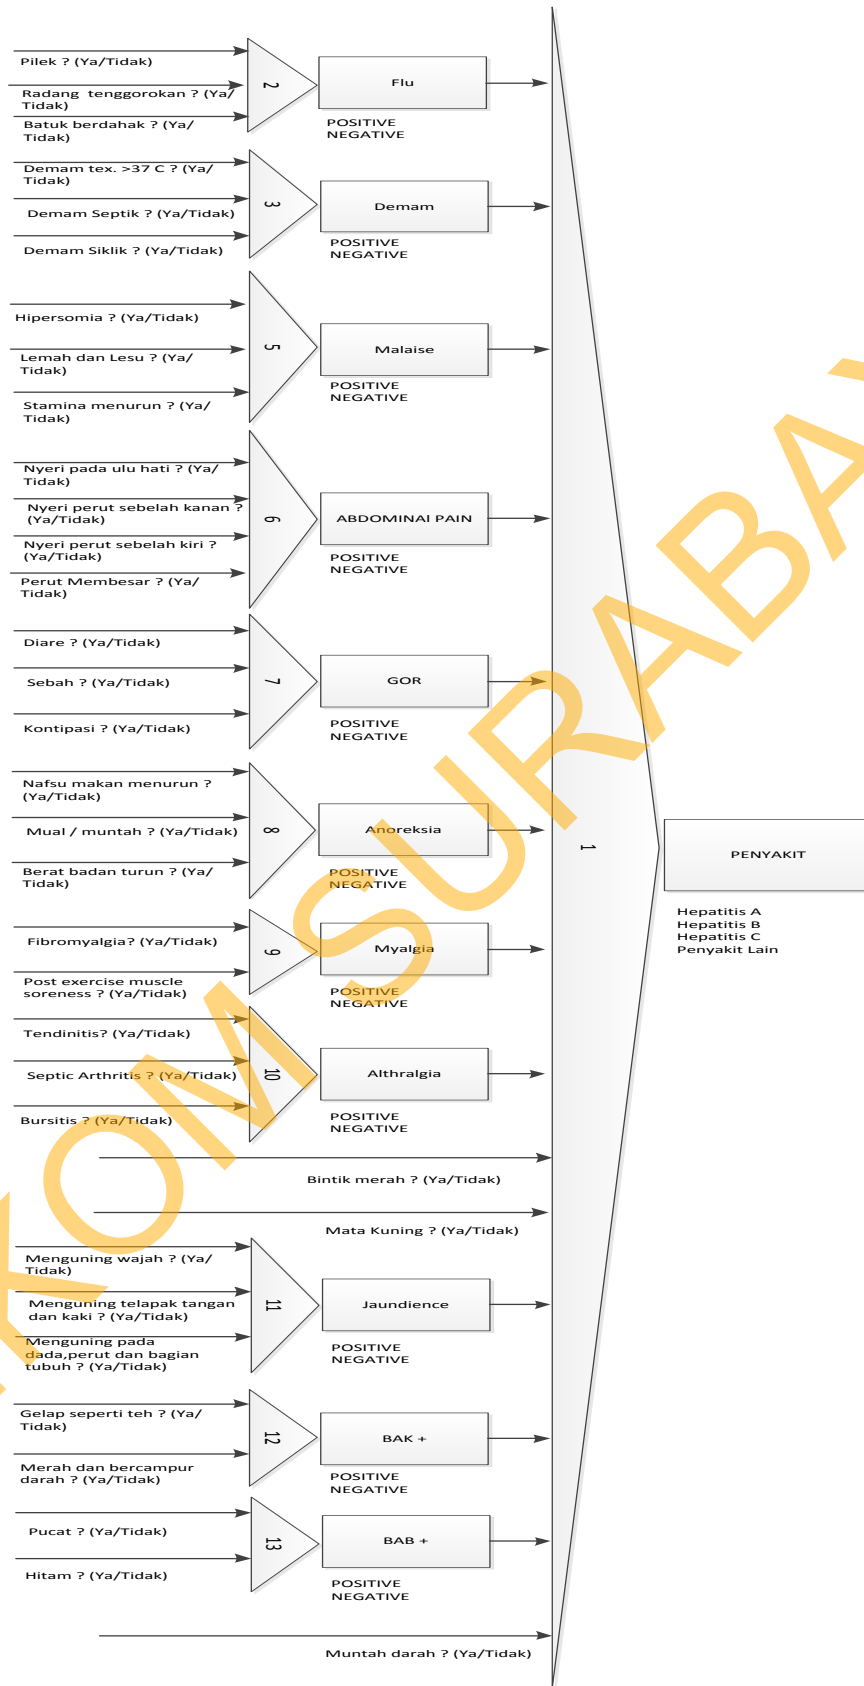 Pilek ? (Ya/Tidak)
Radang tenggorokan ? (Ya/
Tidak)
Batuk berdahak ? (Ya/
Tidak)
2
Flu
POSITIVE
NEGATIVE
Demam tex. >37 C ? (Ya/
Tidak)
Demam Septik ? (Ya/Tidak)
Demam Siklik ? (Ya/Tidak)
3
Demam
POSITIVE
NEGATIVE
Hipersomia ? (Ya/Tidak)
Lemah dan Lesu ? (Ya/
Tidak)
Stamina menurun ? (Ya/
Tidak)
5
Malaise
POSITIVE
NEGATIVE
Nyeri pada ulu hati ? (Ya/
Tidak)
Nyeri perut sebelah kanan ?
(Ya/Tidak)
Nyeri perut sebelah kiri ?
(Ya/Tidak)
Perut Membesar ? (Ya/
Tidak)
6
ABDOMINAl PAIN
POSITIVE
NEGATIVE
Diare ? (Ya/Tidak)
Sebah ? (Ya/Tidak)
Kontipasi ? (Ya/Tidak)
7
GOR
POSITIVE
NEGATIVE
Nafsu makan menurun ?
(Ya/Tidak)
Mual / muntah ? (Ya/Tidak)
Berat badan turun ? (Ya/
Tidak)
8
Anoreksia
POSITIVE
NEGATIVE
1
PENYAKIT
Hepatitis A
Hepatitis B
Hepatitis C
Penyakit Lain
Fibromyalgia? (Ya/Tidak)
Post exercise muscle
soreness ? (Ya/Tidak)
9
Myalgia
POSITIVE
NEGATIVE
Tendinitis? (Ya/Tidak)
Septic Arthritis ? (Ya/Tidak)
Bursitis ? (Ya/Tidak)
10
Althralgia
POSITIVE
NEGATIVE
Bintik merah ? (Ya/Tidak)
Mata Kuning ? (Ya/Tidak)
Menguning wajah ? (Ya/
Tidak)
Menguning telapak tangan
dan kaki ? (Ya/Tidak)
Menguning pada
dada,perut dan bagian
tubuh ? (Ya/Tidak)
11
Jaundience
POSITIVE
NEGATIVE
Gelap seperti teh ? (Ya/
Tidak)
Merah dan bercampur
darah ? (Ya/Tidak)
12
BAK +
POSITIVE
NEGATIVE
Pucat ? (Ya/Tidak)
Hitam ? (Ya/Tidak)
13
BAB +
POSITIVE
NEGATIVE
Muntah darah ? (Ya/Tidak)
KOM SURABAY